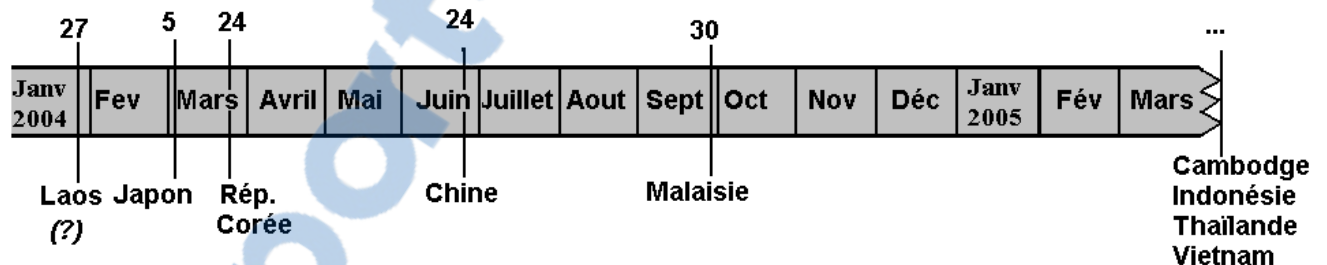 27 5 24 24 30 ...
Janv 2004 Fev Mars Avril Mai Juin Juillet Aout Sept Oct Nov Déc Janv 2005 Fév Mars
Laos (?) Japon Rép. Corée Chine Malaisie
Cambodge
Indonésie
Thaïlande
Vietnam